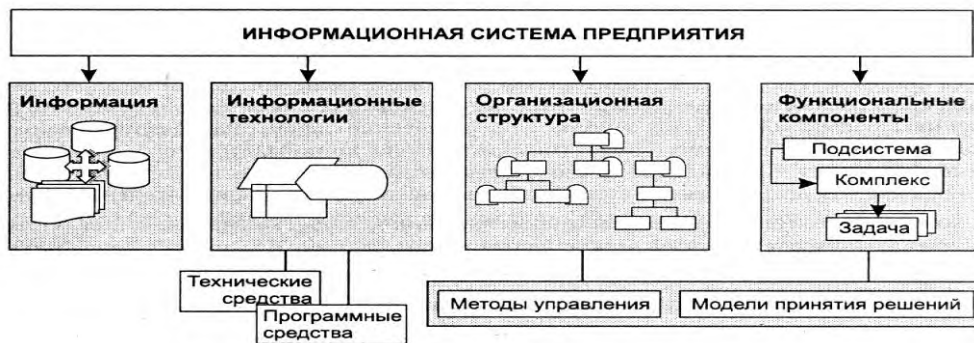 ИНФОРМАЦИОННАЯ СИСТЕМА ПРЕДПРИЯТИЯ
Информация
Информационные
технологии
Организационная
структура
Функциональные
компоненты
Подсистема
Комплекс
Задача
Технические
средства
Программные
средства
Методы управления
Модели принятия решений